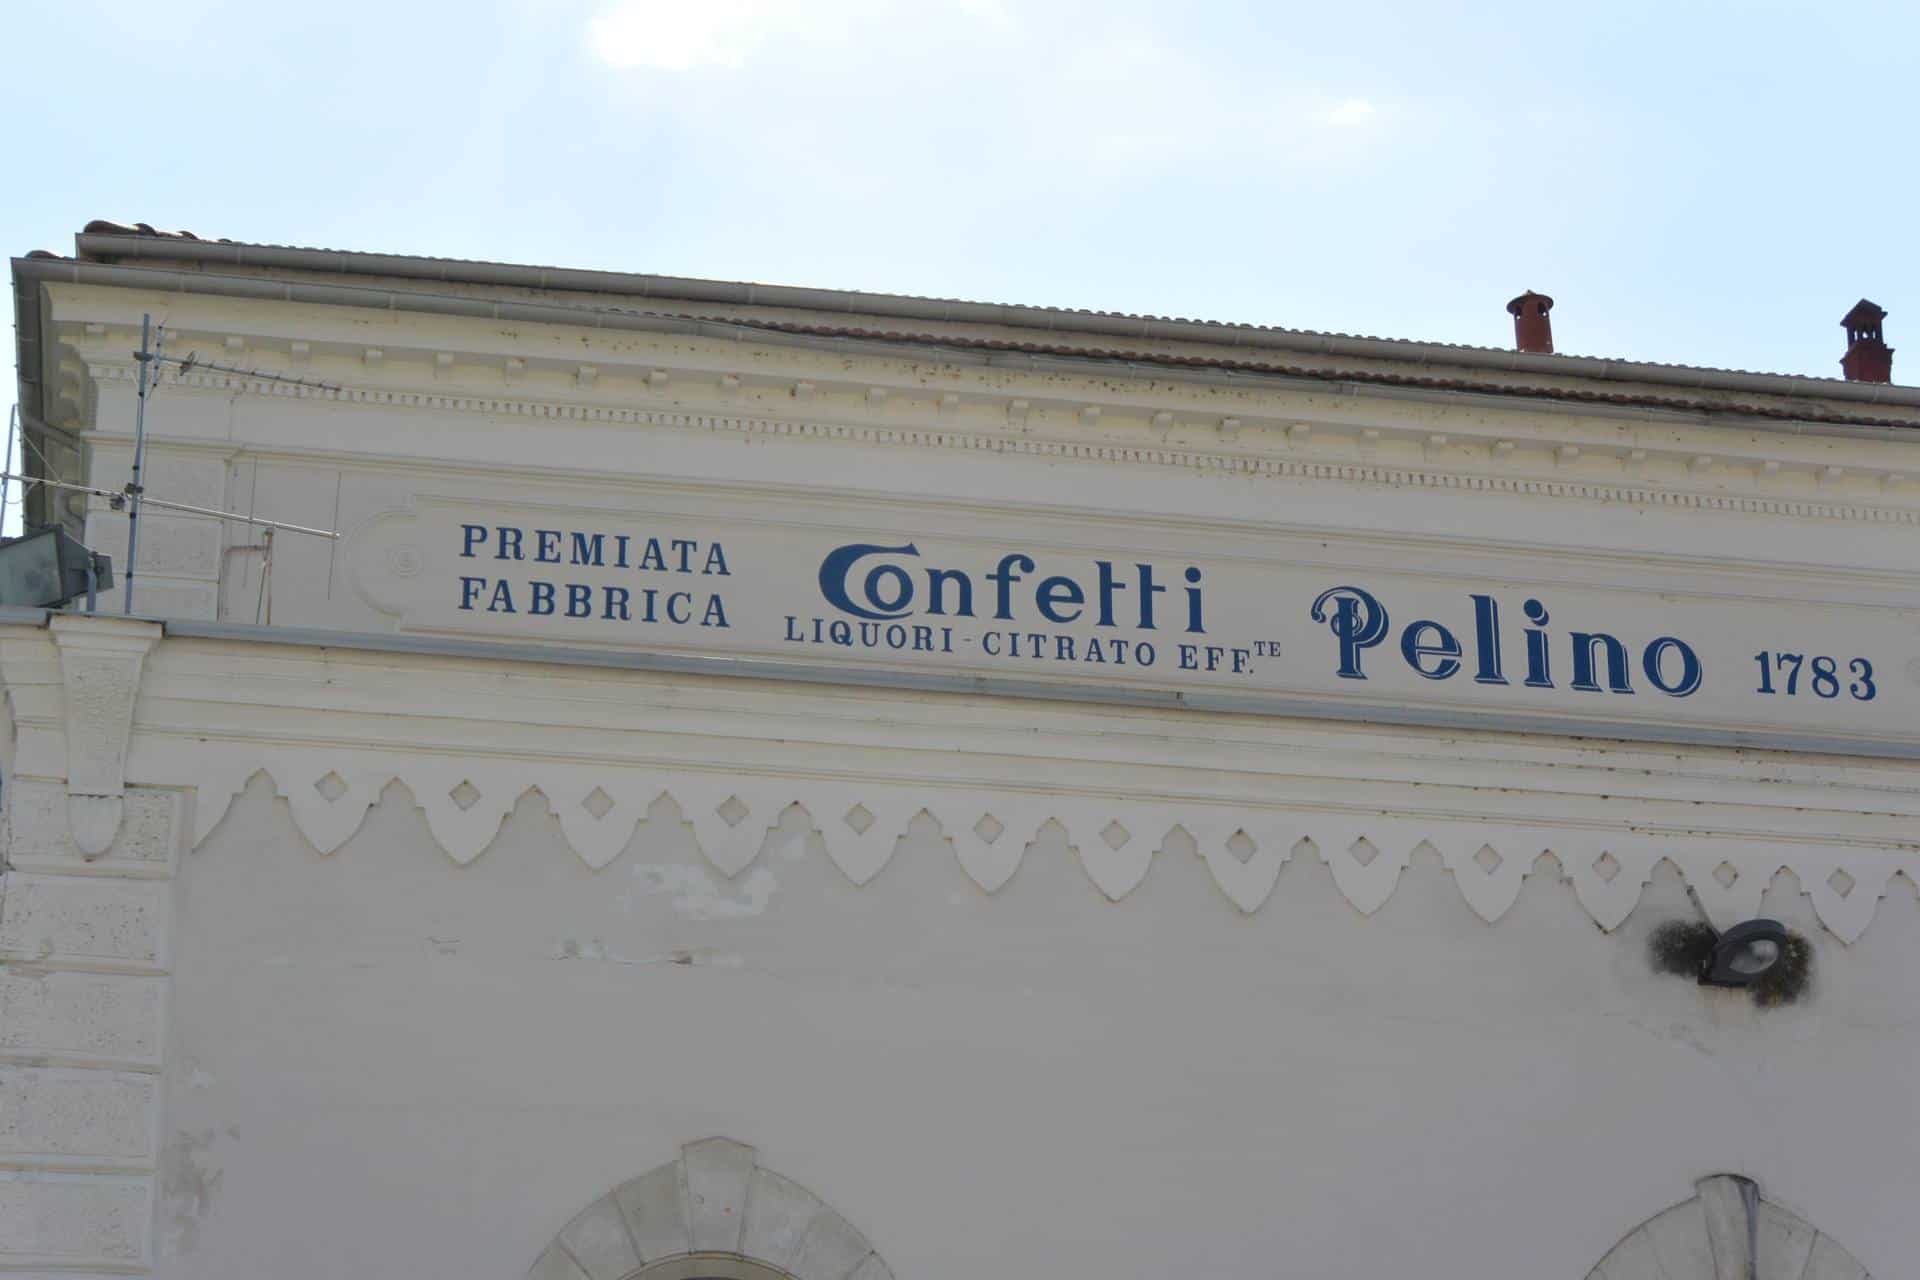 PREMIATA
FABBRICA
Confetti
LIQUORI - CITRATO EFF.TE
Pelino 1783